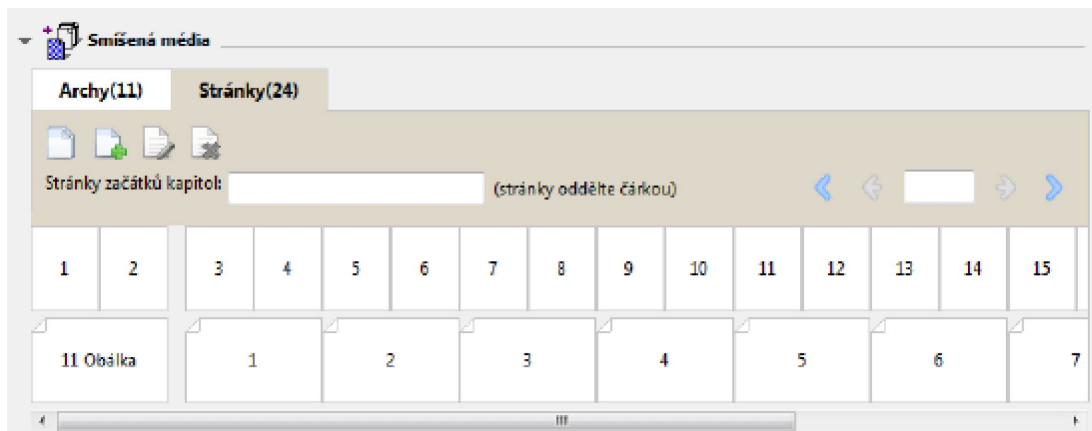 Smíšená média
Archy(11) Stránky(24)
Stránky začátků kapitol: (stránky oddělte čárkou)
1 2 3 4 5 6 7 8 9 10 11 12 13 14 15
11 Obálka 1 2 3 4 5 6 7